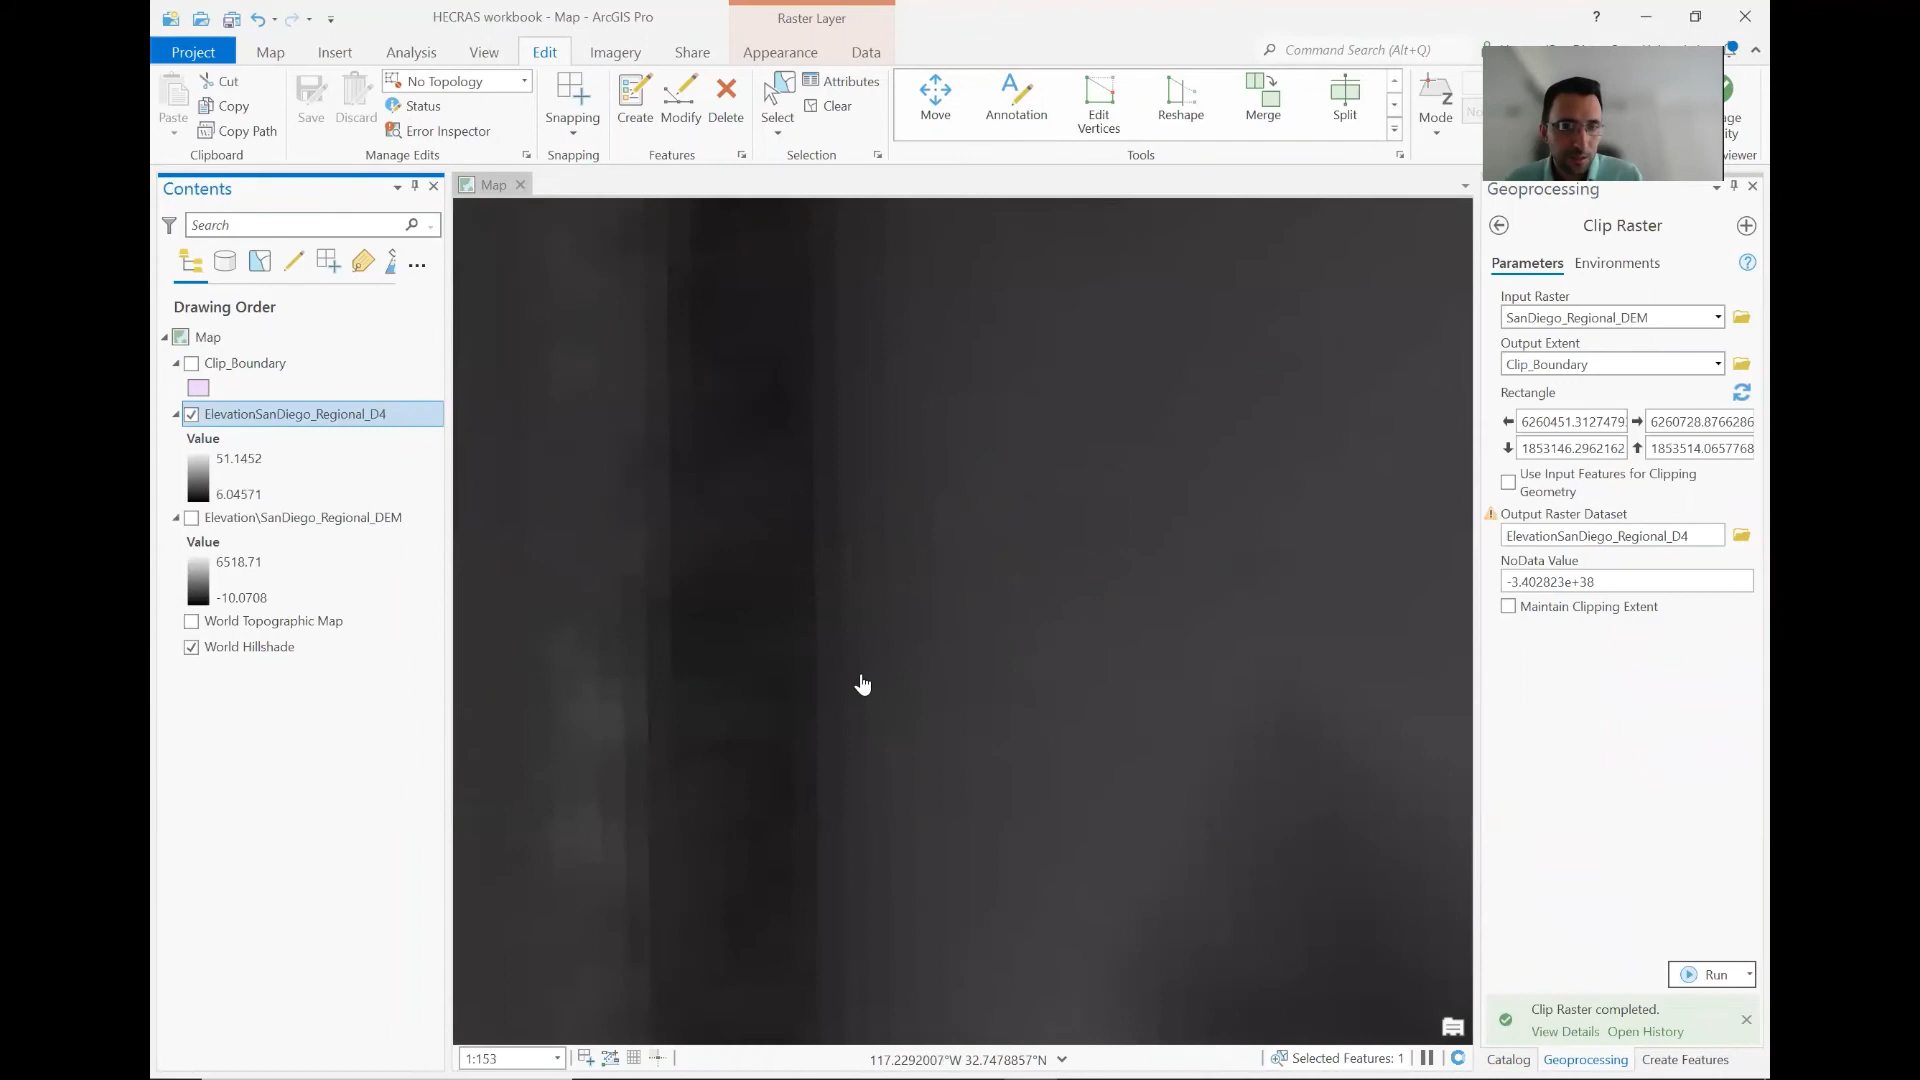 HECRAS workbook - Map - ArcGIS Pro
Raster Layer
?
Project
Map
Insert
Analysis
View
Edit
Imagery
Share
Appearance
Data
Command Search (Alt+Q)
Paste
Cut
Copy
Copy Path
Clipboard
Save
Discard
No Topology
Status
Error Inspector
Manage Edits
Snapping
Snapping
Create
Modify
Delete
Features
Select
Attributes
Clear
Selection
Move
Annotation
Edit
Vertices
Reshape
Merge
Split
Tools
Mode
Contents
Search
Drawing Order
Map
Clip_Boundary
ElevationSanDiego_Regional_D4
Value
51.1452
6.04571
Elevation\SanDiego_Regional_DEM
Value
6518.71
-10.0708
World Topographic Map
World Hillshade
Map
1:153
117.2292007°W 32.7478857°N
Selected Features: 1
Geoprocessing
Clip Raster
Parameters
Environments
?
Input Raster
SanDiego_Regional_DEM
Output Extent
Clip_Boundary
Rectangle
6260451.3127479
6260728.8766286
1853146.2962162
1853514.0657768
Use Input Features for Clipping
Geometry
Output Raster Dataset
ElevationSanDiego_Regional_D4
NoData Value
-3.402823e+38
Maintain Clipping Extent
Run
Clip Raster completed.
View Details Open History
Catalog
Geoprocessing
Create Features